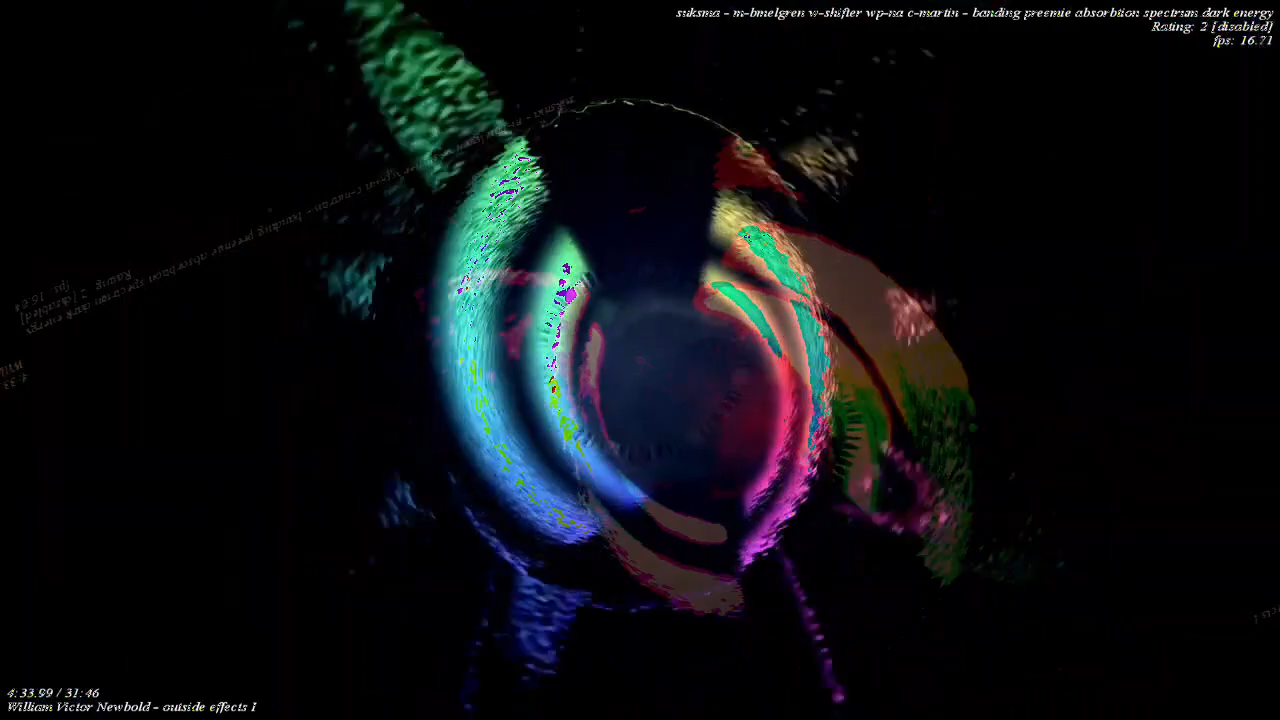 suksma - m-bmelgren w-shifter wp-na c-martin - banding preemie absorbtion spectrum dark energy
Rating: 2 [disabled]
fps: 16.71
4:33.99 / 31:46
William Victor Newbold - outside effects I